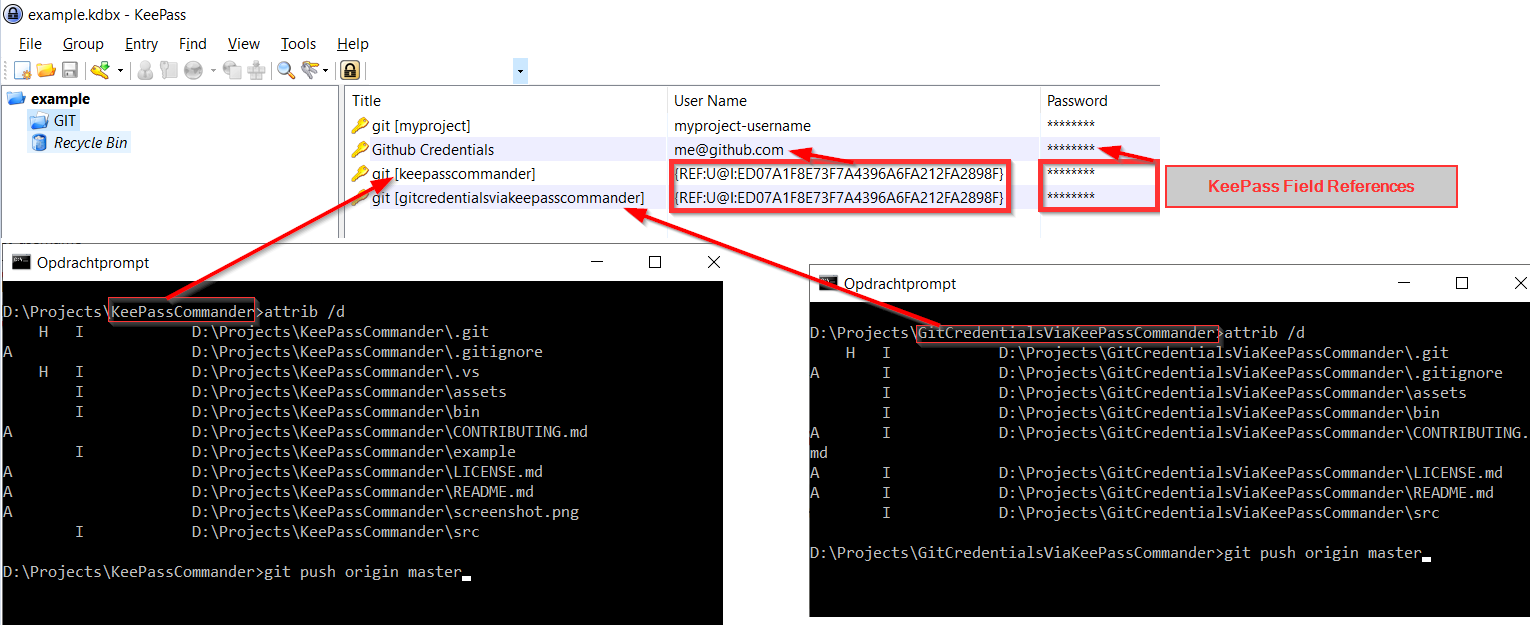 example.kdbx - KeePass
File Group Entry Find View Tools Help
example
GIT
Recycle Bin
Title User Name Password
git [myproject] myproject-username ********
Github Credentials me@github.com ********
git [keepasscommander] {REF:U@I:ED07A1F8E73F7A4396A6FA212FA2898F} ********
git [gitcredentialsviakeepasscommander] {REF:U@I:ED07A1F8E73F7A4396A6FA212FA2898F} ********
KeePass Field References
Opdrachtprompt
D:\Projects\KeePassCommander>attrib /d
H I D:\Projects\KeePassCommander\.git
A D:\Projects\KeePassCommander\.gitignore
H I D:\Projects\KeePassCommander\.vs
I D:\Projects\KeePassCommander\assets
I D:\Projects\KeePassCommander\bin
A D:\Projects\KeePassCommander\CONTRIBUTING.md
I D:\Projects\KeePassCommander\example
A D:\Projects\KeePassCommander\LICENSE.md
A D:\Projects\KeePassCommander\README.md
A D:\Projects\KeePassCommander\screenshot.png
I D:\Projects\KeePassCommander\src
D:\Projects\KeePassCommander>git push origin master
Opdrachtprompt
D:\Projects\GitCredentialsViaKeePassCommander>attrib /d
H I D:\Projects\GitCredentialsViaKeePassCommander\.git
A I D:\Projects\GitCredentialsViaKeePassCommander\.gitignore
I D:\Projects\GitCredentialsViaKeePassCommander\assets
I D:\Projects\GitCredentialsViaKeePassCommander\bin
A I D:\Projects\GitCredentialsViaKeePassCommander\CONTRIBUTING.
md
A I D:\Projects\GitCredentialsViaKeePassCommander\LICENSE.md
A I D:\Projects\GitCredentialsViaKeePassCommander\README.md
I D:\Projects\GitCredentialsViaKeePassCommander\src
D:\Projects\GitCredentialsViaKeePassCommander>git push origin master